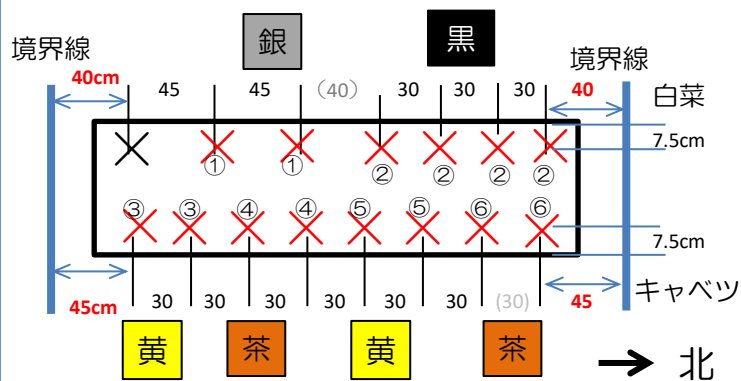 銀
黒
境界線
境界線
40cm
45
45
(40)
30
30
30
40
白菜
7.5cm
①
①
②
②
②
②
③
③
④
④
⑤
⑤
⑥
⑥
7.5cm
45cm
30
30
30
30
30
30
(30)
45
キャベツ
黄
茶
黄
茶
北